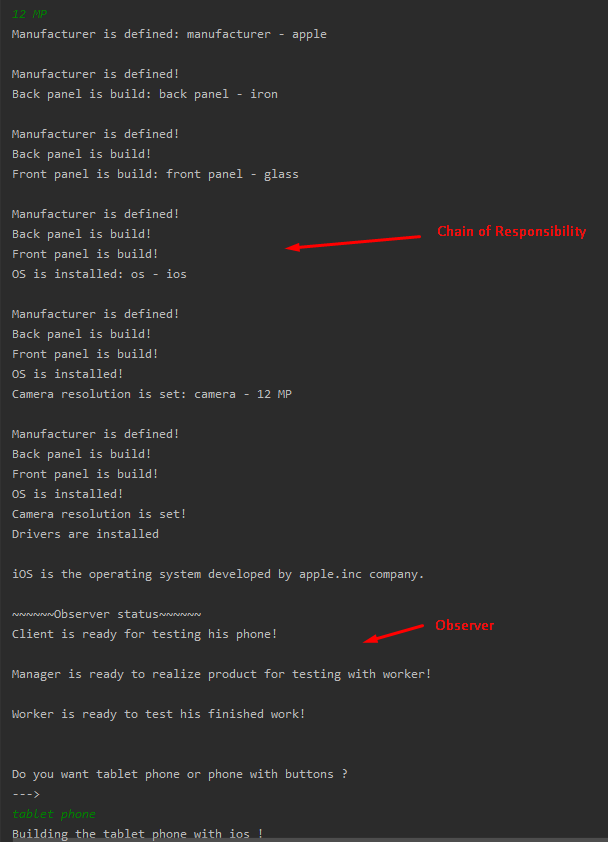 12 MP
Manufacturer is defined: manufacturer - apple
Manufacturer is defined!
Back panel is build: back panel - iron
Manufacturer is defined!
Back panel is build!
Front panel is build: front panel - glass
Manufacturer is defined!
Back panel is build!
Chain of Responsibility
Front panel is build!
OS is installed: os - ios
Manufacturer is defined!
Back panel is build!
Front panel is build!
OS is installed!
Camera resolution is set: camera - 12 MP
Manufacturer is defined!
Back panel is build!
Front panel is build!
OS is installed!
Camera resolution is set!
Drivers are installed
iOS is the operating system developed by apple.inc company.
~~~~~~Observer status~~~~~~
Observer
Client is ready for testing his phone!
Manager is ready to realize product for testing with worker!
Worker is ready to test his finished work!
Do you want tablet phone or phone with buttons ?
--->
tablet phone
Building the tablet phone with ios !